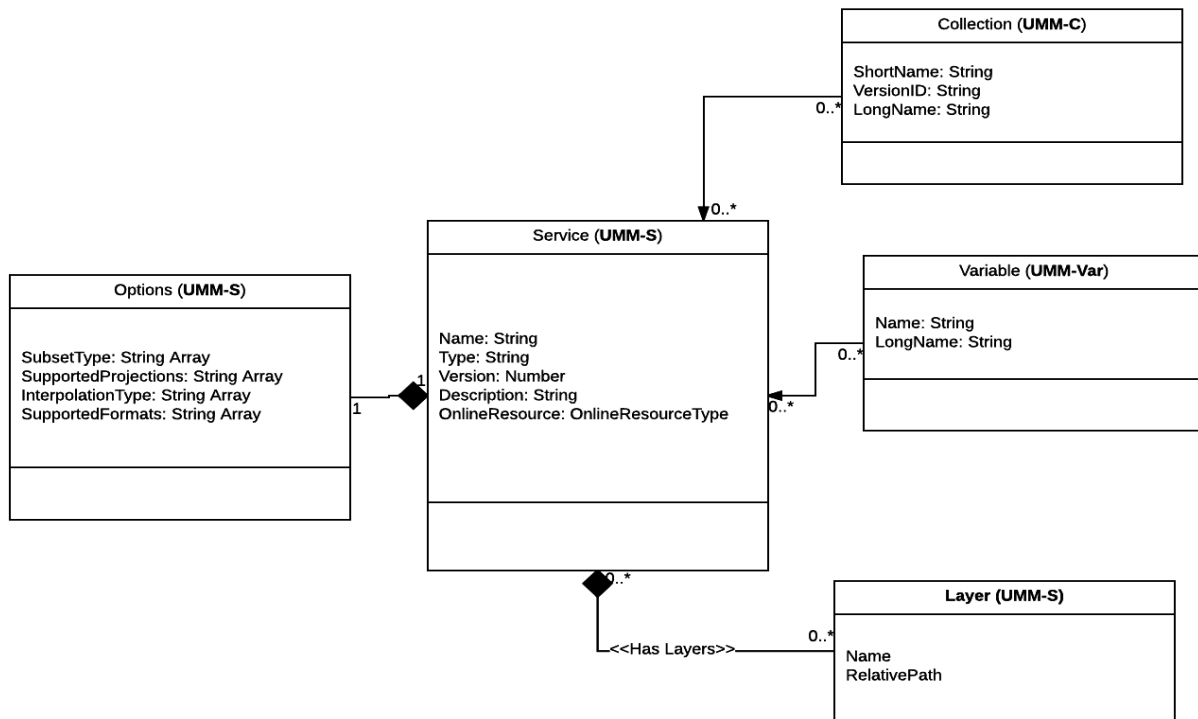 Collection (UMM-C)
ShortName: String
VersionID: String
LongName: String
0..*
0..*
Service (UMM-S)
Name: String
Type: String
Version: Number
Description: String
OnlineResource: OnlineResourceType
Variable (UMM-Var)
Name: String
LongName: String
0..*
0..*
Options (UMM-S)
SubsetType: String Array
SupportedProjections: String Array
InterpolationType: String Array
SupportedFormats: String Array
1
1
0..*
<<Has Layers>>
0..*
Layer (UMM-S)
Name
RelativePath